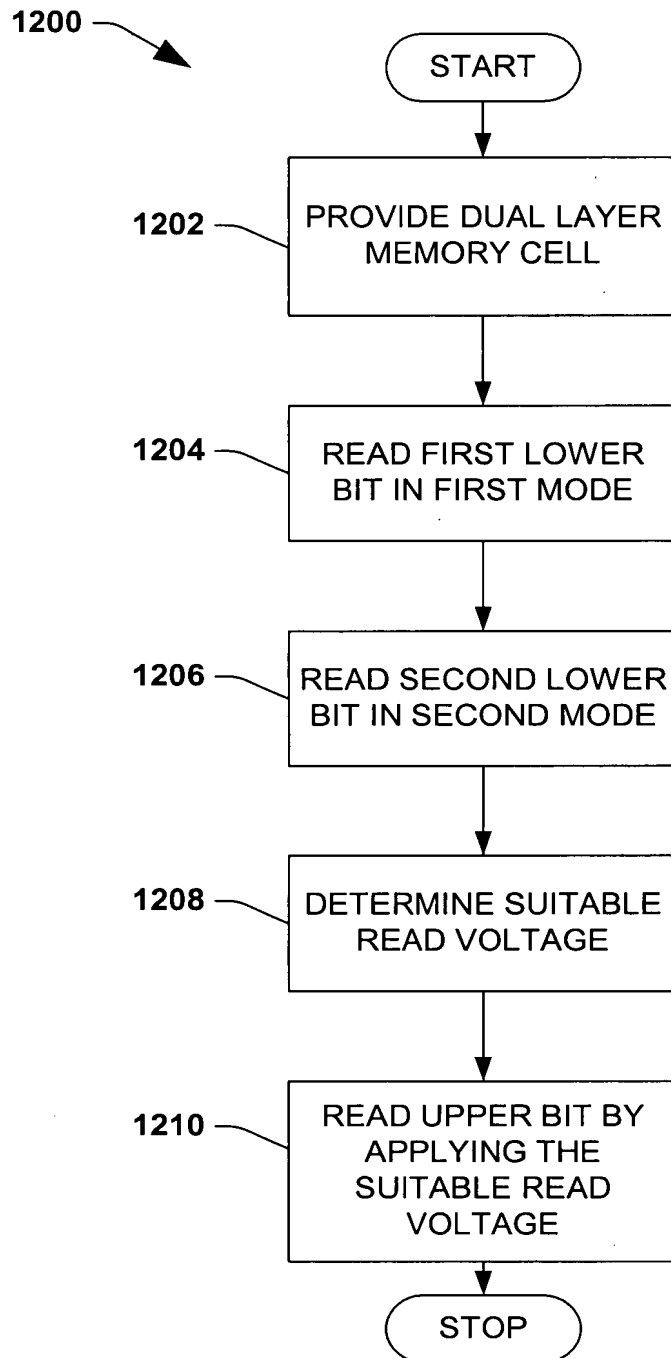 1200
START
1202
PROVIDE DUAL LAYER
MEMORY CELL
1204
READ FIRST LOWER
BIT IN FIRST MODE
1206
READ SECOND LOWER
BIT IN SECOND MODE
1208
DETERMINE SUITABLE
READ VOLTAGE
1210
READ UPPER BIT BY
APPLYING THE
SUITABLE READ
VOLTAGE
STOP